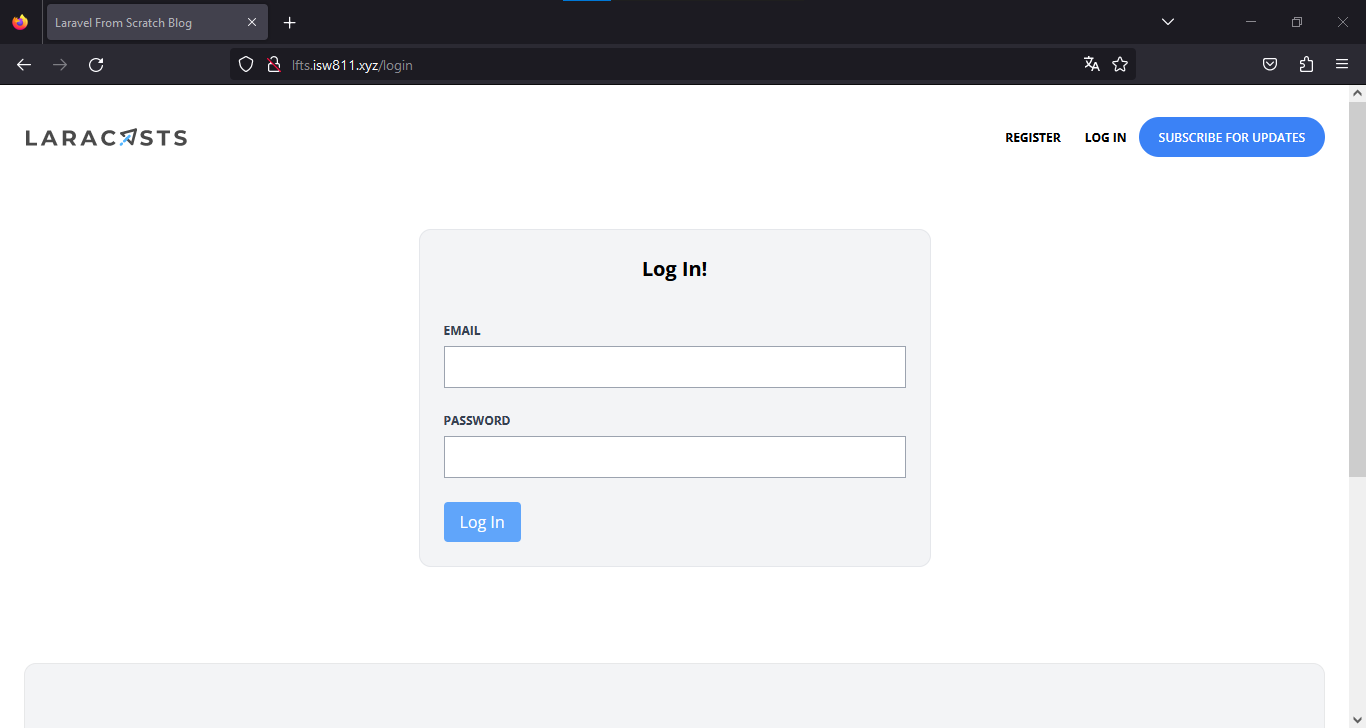 Laravel From Scratch Blog
lfts.isw811.xyz/login
LARACASTS
REGISTER LOG IN SUBSCRIBE FOR UPDATES
Log In!
EMAIL
PASSWORD
Log In